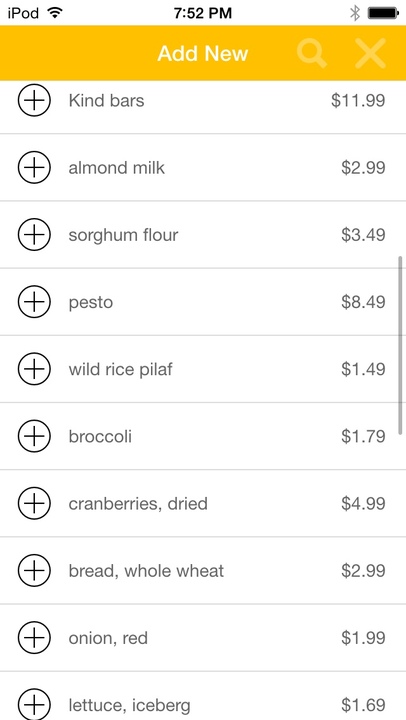 iPod 7:52 PM
Add New
Kind bars $11.99
almond milk $2.99
sorghum flour $3.49
pesto $8.49
wild rice pilaf $1.49
broccoli $1.79
cranberries, dried $4.99
bread, whole wheat $2.99
onion, red $1.99
lettuce, iceberg $1.69